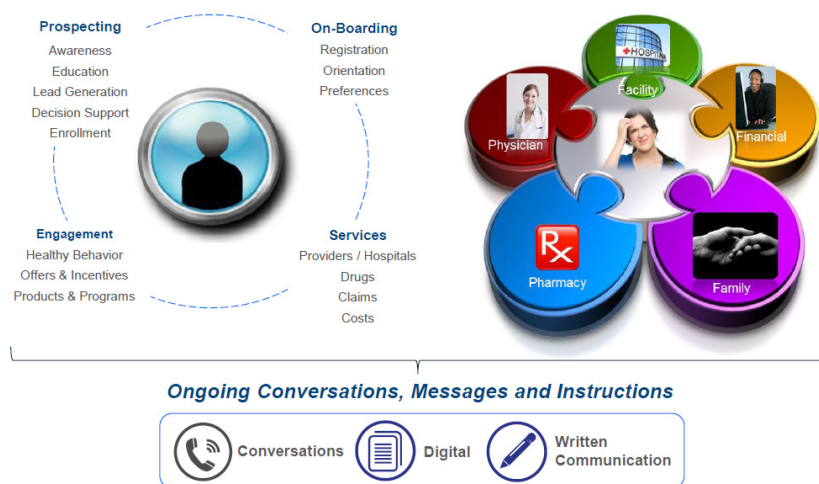 Prospecting
Awareness
Education
Lead Generation
Decision Support
Enrollment
On-Boarding
Registration
Orientation
Preferences
Engagement
Healthy Behavior
Offers & Incentives
Products & Programs
Services
Providers / Hospitals
Drugs
Claims
Costs
HOSPITAL
Facility
Physician
Financial
Rx
Pharmacy
Family
Ongoing Conversations, Messages and Instructions
Conversations
Digital
Written
Communication